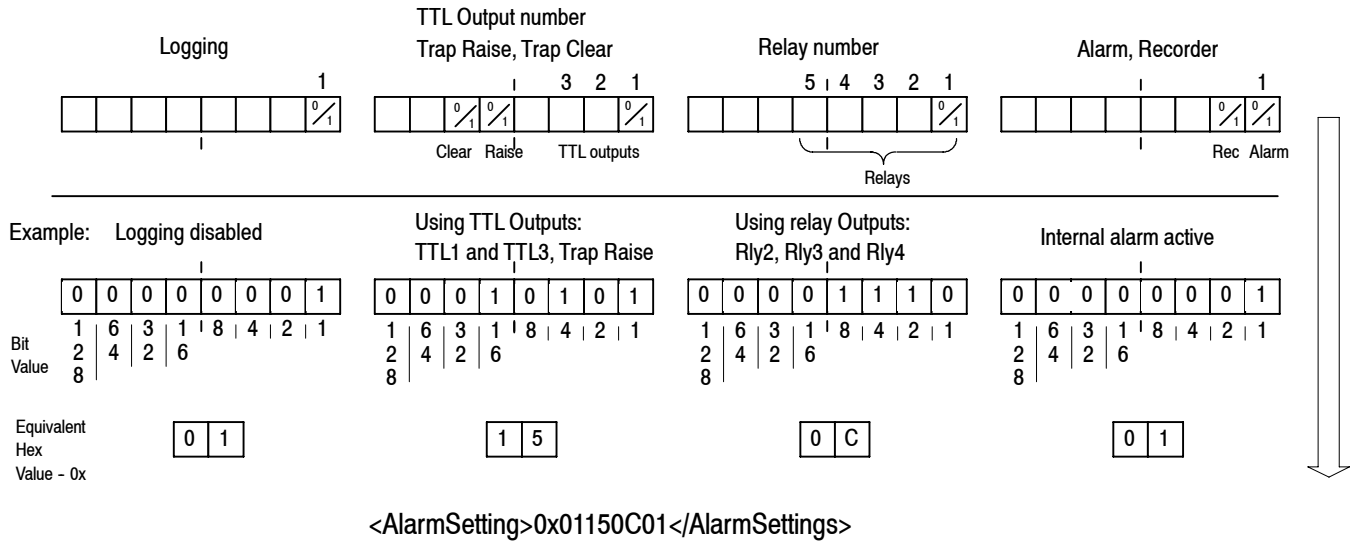 Logging
TTL Output number
Trap Raise, Trap Clear
Relay number
Alarm, Recorder
1
3 2 1
5 4 3 2 1
1
0/1
0/1 0/1 0/1
0/1
0/1 0/1
Clear Raise TTL outputs
Relays
Rec Alarm
Example: Logging disabled
Using TTL Outputs:
TTL1 and TTL3, Trap Raise
Using relay Outputs:
Rly2, Rly3 and Rly4
Internal alarm active
0 0 0 0 0 0 0 1
0 0 0 1 0 1 0 1
0 0 0 0 1 1 1 0
0 0 0 0 0 0 0 1
Bit
Value
128 64 32 16 8 4 2 1
128 64 32 16 8 4 2 1
128 64 32 16 8 4 2 1
128 64 32 16 8 4 2 1
Equivalent
Hex
Value - 0x
0 1
1 5
0 C
0 1
<AlarmSetting>0x01150C01</AlarmSettings>